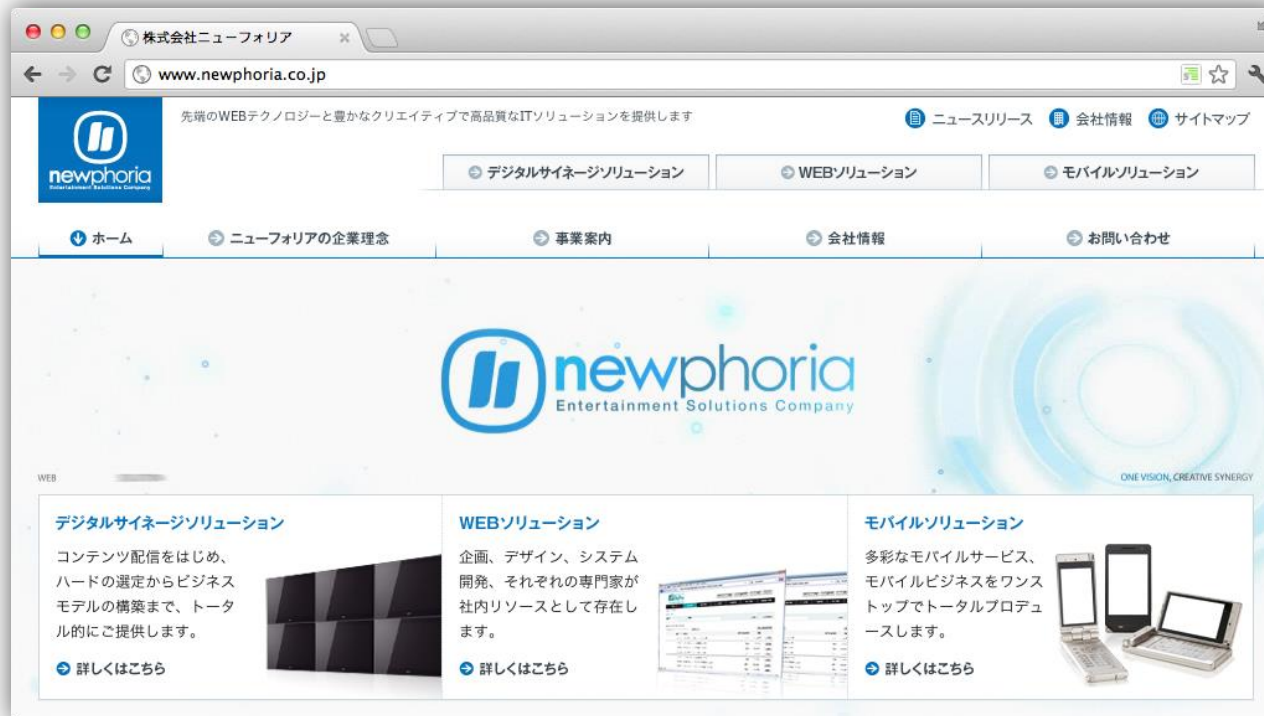 株式会社ニューフォリア
www.newphoria.co.jp
先端のWEBテクノロジーと豊かなクリエイティブで高品質なITソリューションを提供します
ニュースリリース 会社情報 サイトマップ
newphoria
Entertainment Solutions Company
デジタルサイネージソリューション WEBソリューション モバイルソリューション
ホーム ニューフォリアの企業理念 事業案内 会社情報 お問い合わせ
newphoria
Entertainment Solutions Company
WEB
ONE VISION, CREATIVE SYNERGY
デジタルサイネージソリューション
コンテンツ配信をはじめ、
ハードの選定からビジネス
モデルの構築まで、トータ
ル的にご提供します。
詳しくはこちら
WEBソリューション
企画、デザイン、システム
開発、それぞれの専門家が
社内リソースとして存在し
ます。
詳しくはこちら
モバイルソリューション
多彩なモバイルサービス、
モバイルビジネスをワンス
トップでトータルプロデュ
ースします。
詳しくはこちら